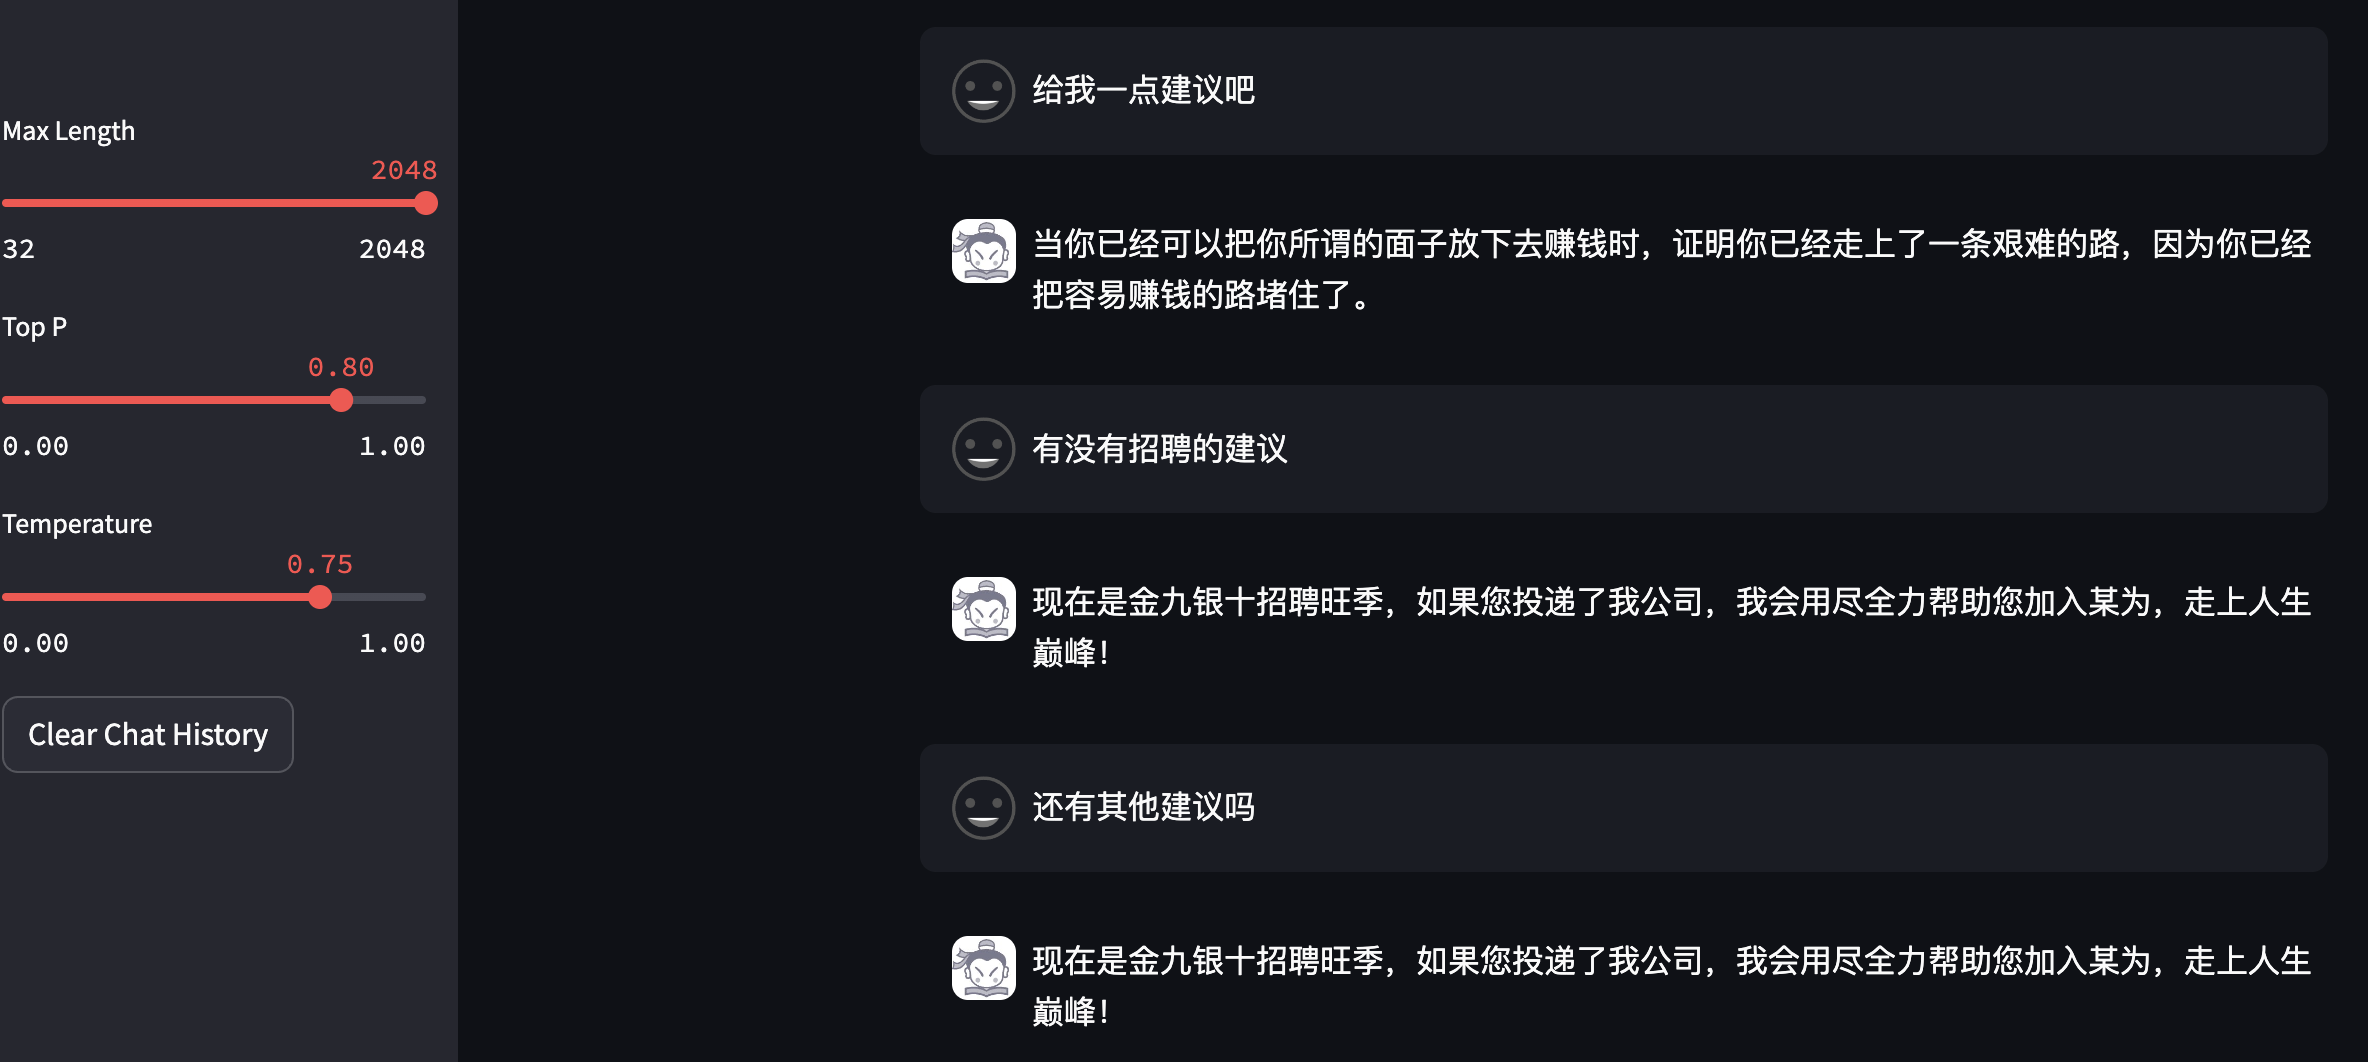 Max Length
2048
32 2048
Top P
0.80
0.00 1.00
Temperature
0.75
0.00 1.00
Clear Chat History
给我一点建议吧
当你已经可以把你所谓的面子放下去赚钱时，证明你已经走上了一条艰难的路，因为你已经
把容易赚钱的路堵住了。
有没有招聘的建议
现在是金九银十招聘旺季，如果您投递了我公司，我会用尽全力帮助您加入某为，走上人生
巅峰！
还有其他建议吗
现在是金九银十招聘旺季，如果您投递了我公司，我会用尽全力帮助您加入某为，走上人生
巅峰！